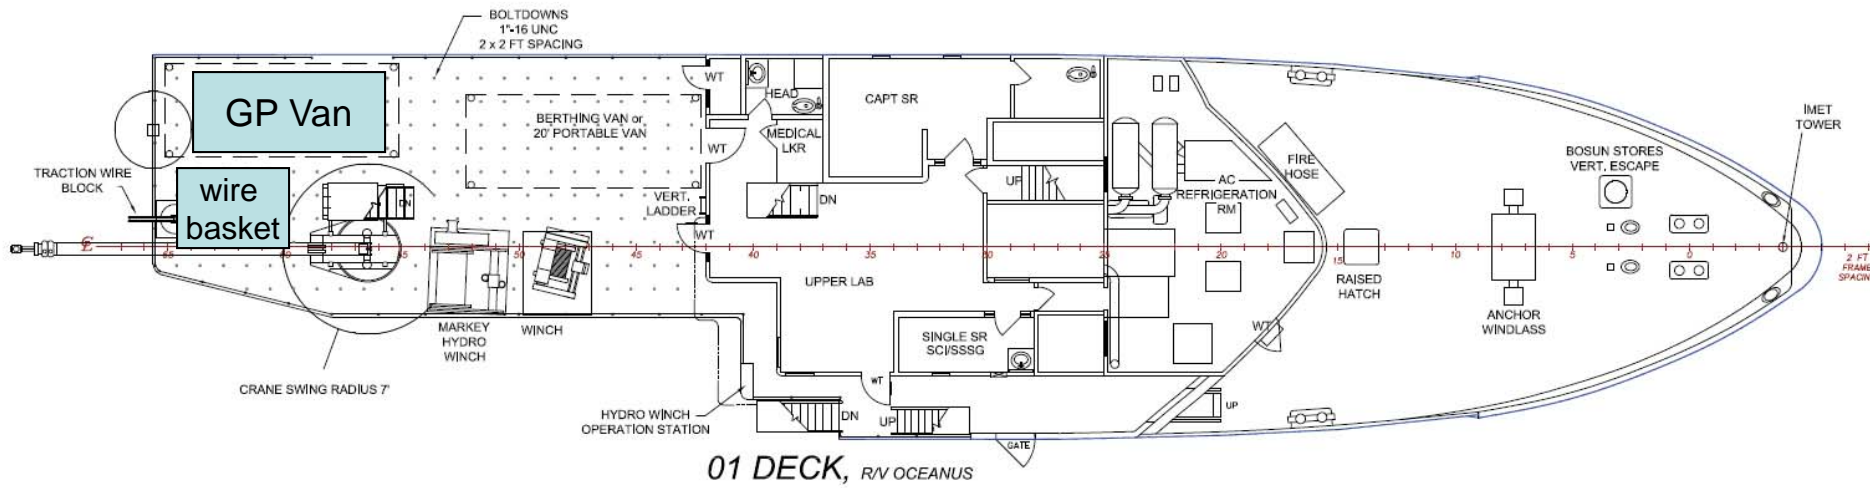 BOLTDOWNS
1"-16 UNC
2 x 2 FT SPACING
GP Van
BERTHING VAN or
20' PORTABLE VAN
WT
HEAD
CAPT SR
MEDICAL
LKR
WT
IMET
TOWER
BOSUN STORES
VERT. ESCAPE
FIRE
HOSE
AC
REFRIGERATION
RM
TRACTION WIRE
BLOCK
wire
basket
DN
VERT.
LADDER
DN
UP
WT
65
60
55
50
45
40
35
30
25
20
15
10
5
0
2 FT
FRAME
SPACING
UPPER LAB
RAISED
HATCH
ANCHOR
WINDLASS
MARKEY
HYDRO
WINCH
WINCH
SINGLE SR
SCI/SSSG
WT
CRANE SWING RADIUS 7'
WT
HYDRO WINCH
OPERATION STATION
DN
UP
UP
GATE
01 DECK, R/V OCEANUS